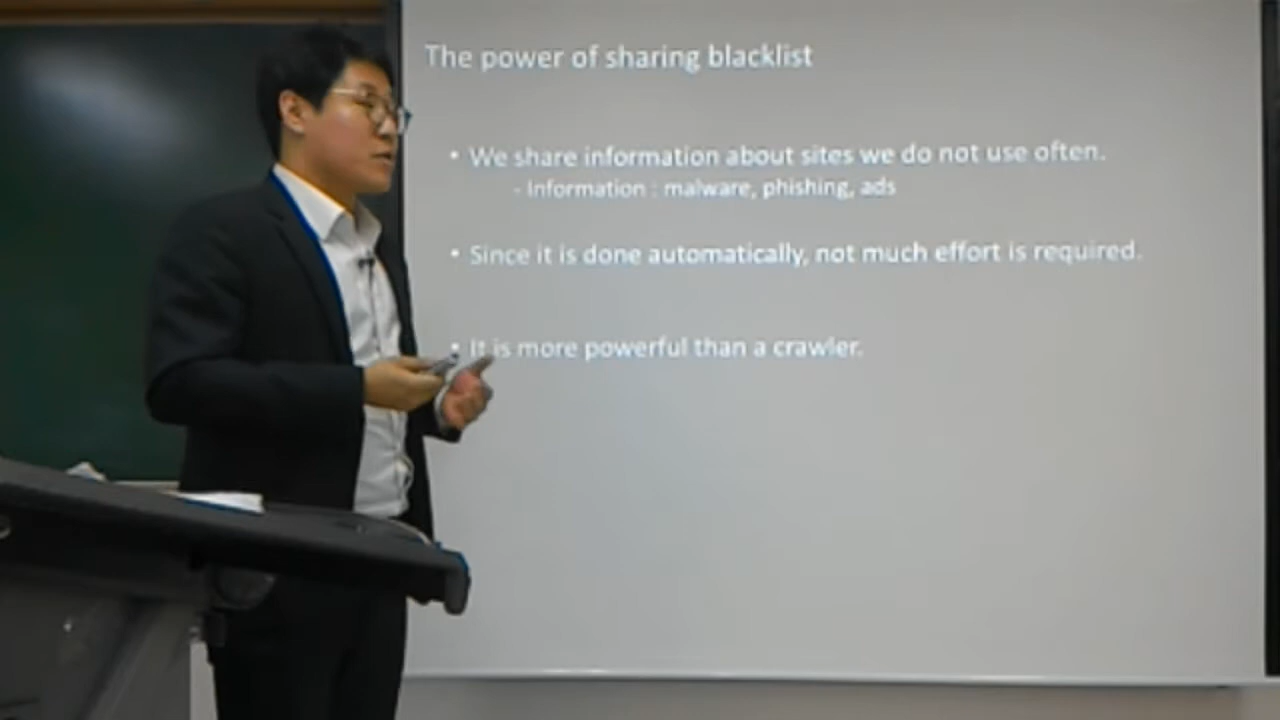 The power of sharing blacklist
• We share information about sites we do not use often.
- Information : malware, phishing, ads
• Since it is done automatically, not much effort is required.
• It is more powerful than a crawler.